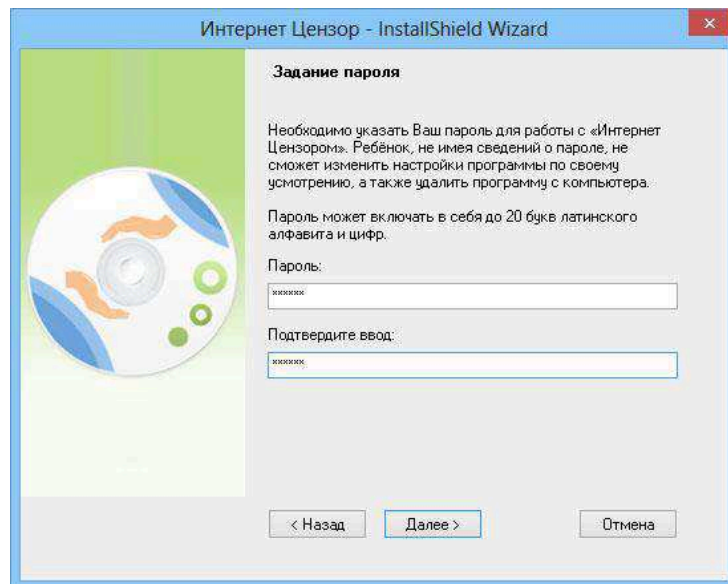 Интернет Цензор - InstallShield Wizard
Задание пароля
Необходимо указать Ваш пароль для работы с «Интернет
Цензором». Ребёнок, не имея сведений о пароле, не
сможет изменить настройки программы по своему
усмотрению, а также удалить программу с компьютера.
Пароль может включать в себя до 20 букв латинского
алфавита и цифр.
Пароль:
××××××
Подтвердите ввод:
××××××
< Назад
Далее >
Отмена